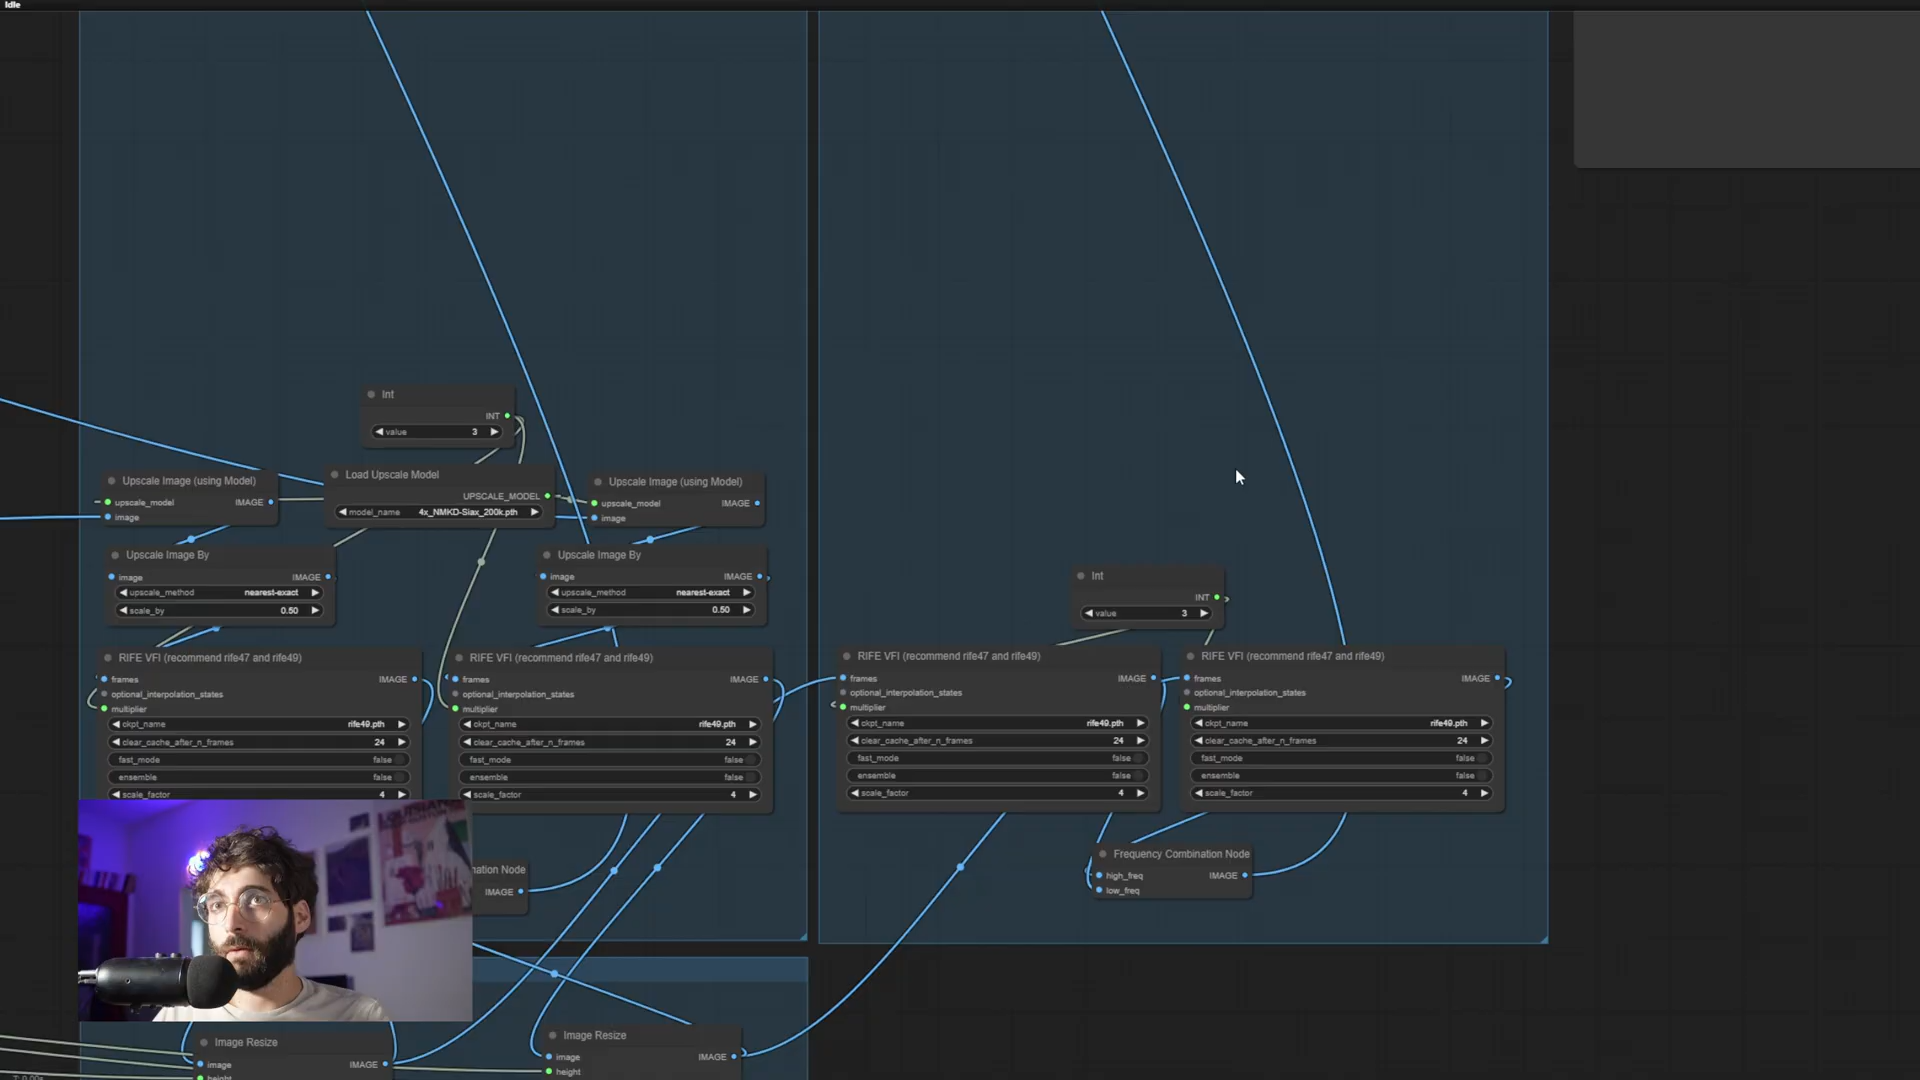 Idle
Int
INT
value 3
Upscale Image (using Model)
upscale_model IMAGE
image
Load Upscale Model
UPSCALE_MODEL
model_name 4x_NMKD-Siax_200k.pth
Upscale Image (using Model)
upscale_model IMAGE
image
Upscale Image By
image IMAGE
upscale_method nearest-exact
scale_by 0.50
Upscale Image By
image IMAGE
upscale_method nearest-exact
scale_by 0.50
Int
INT
value 3
RIFE VFI (recommend rife47 and rife49)
frames IMAGE
optional_interpolation_states
multiplier
ckpt_name rife49.pth
clear_cache_after_n_frames 24
fast_mode false
ensemble false
scale_factor 4
RIFE VFI (recommend rife47 and rife49)
frames IMAGE
optional_interpolation_states
multiplier
ckpt_name rife49.pth
clear_cache_after_n_frames 24
fast_mode false
ensemble false
scale_factor 4
RIFE VFI (recommend rife47 and rife49)
frames IMAGE
optional_interpolation_states
multiplier
ckpt_name rife49.pth
clear_cache_after_n_frames 24
fast_mode false
ensemble false
scale_factor 4
RIFE VFI (recommend rife47 and rife49)
frames IMAGE
optional_interpolation_states
multiplier
ckpt_name rife49.pth
clear_cache_after_n_frames 24
fast_mode false
ensemble false
scale_factor 4
nation Node
IMAGE
Frequency Combination Node
high_freq IMAGE
low_freq
Image Resize
image IMAGE
height
Image Resize
image IMAGE
height